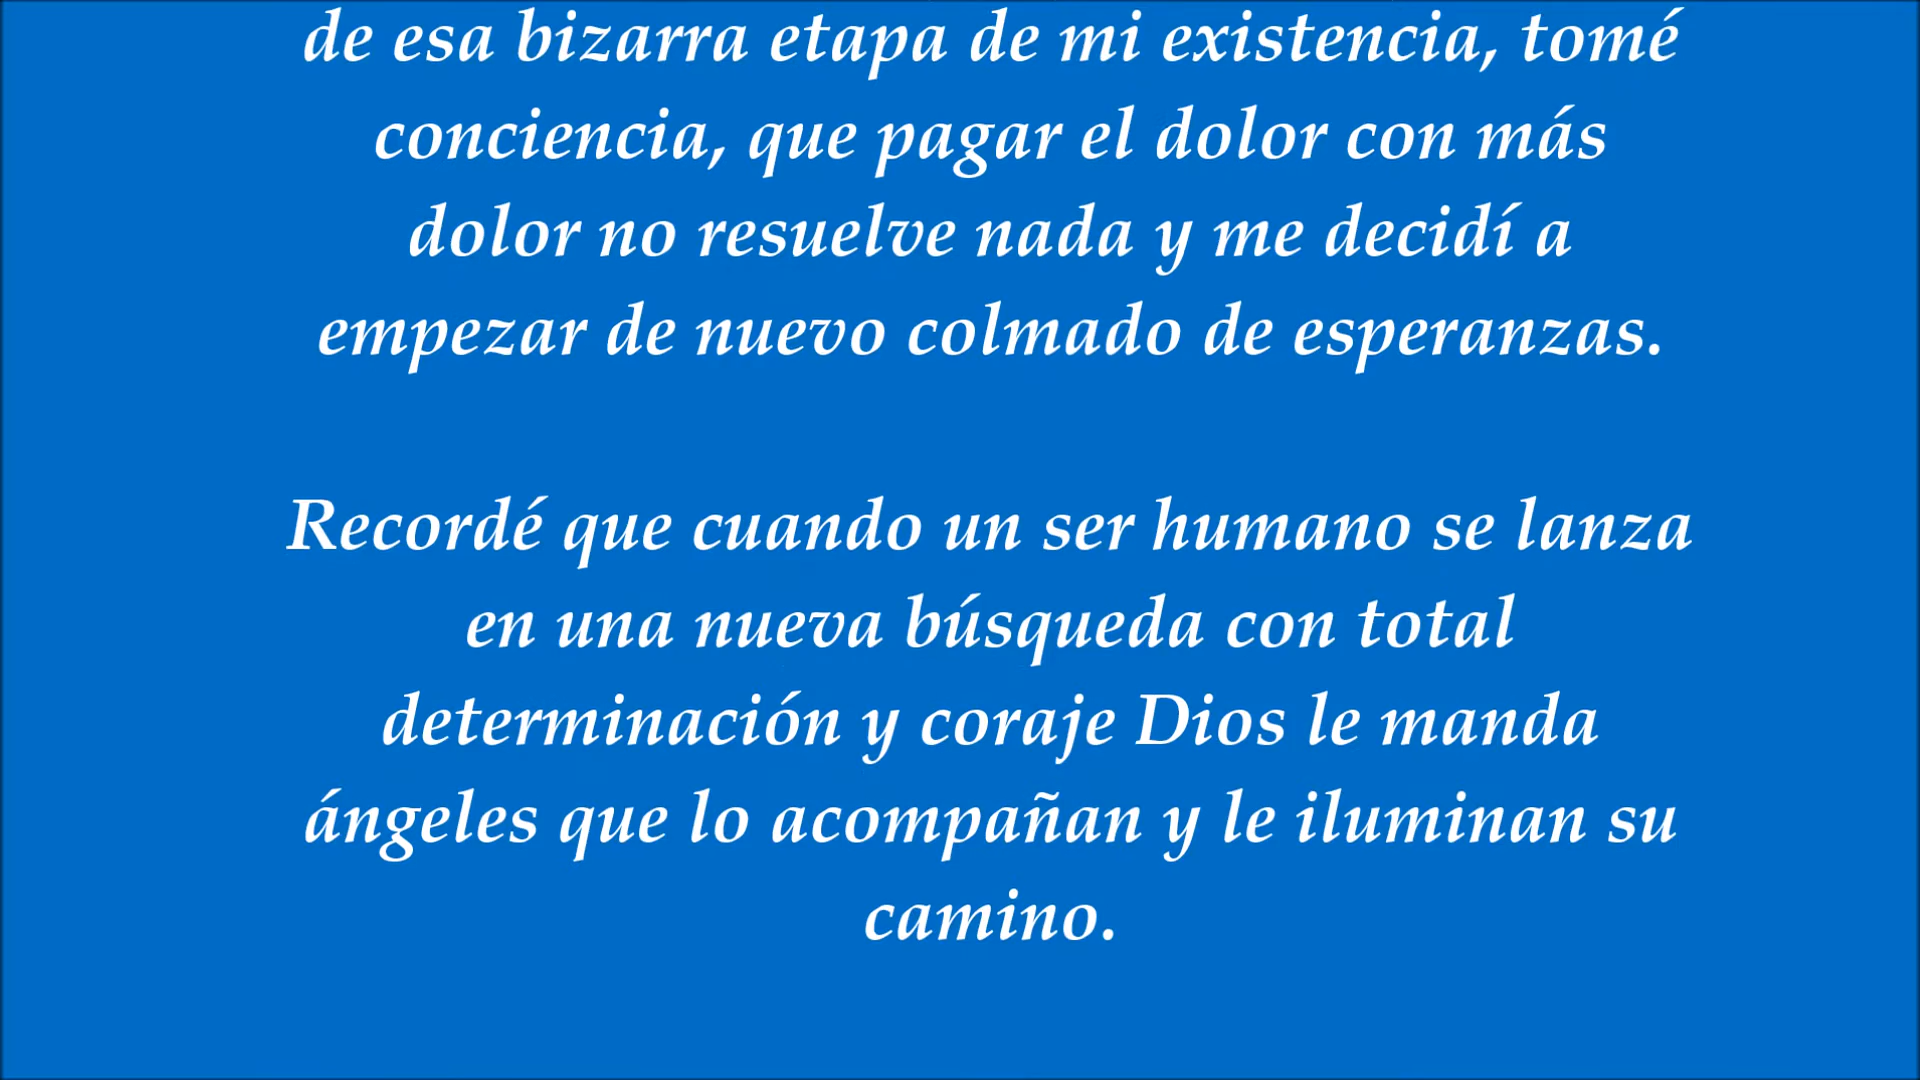 de esa bizarra etapa de mi existencia, tomé
conciencia, que pagar el dolor con más
dolor no resuelve nada y me decidí a
empezar de nuevo colmado de esperanzas.
Recordé que cuando un ser humano se lanza
en una nueva búsqueda con total
determinación y coraje Dios le manda
ángeles que lo acompañan y le iluminan su
camino.